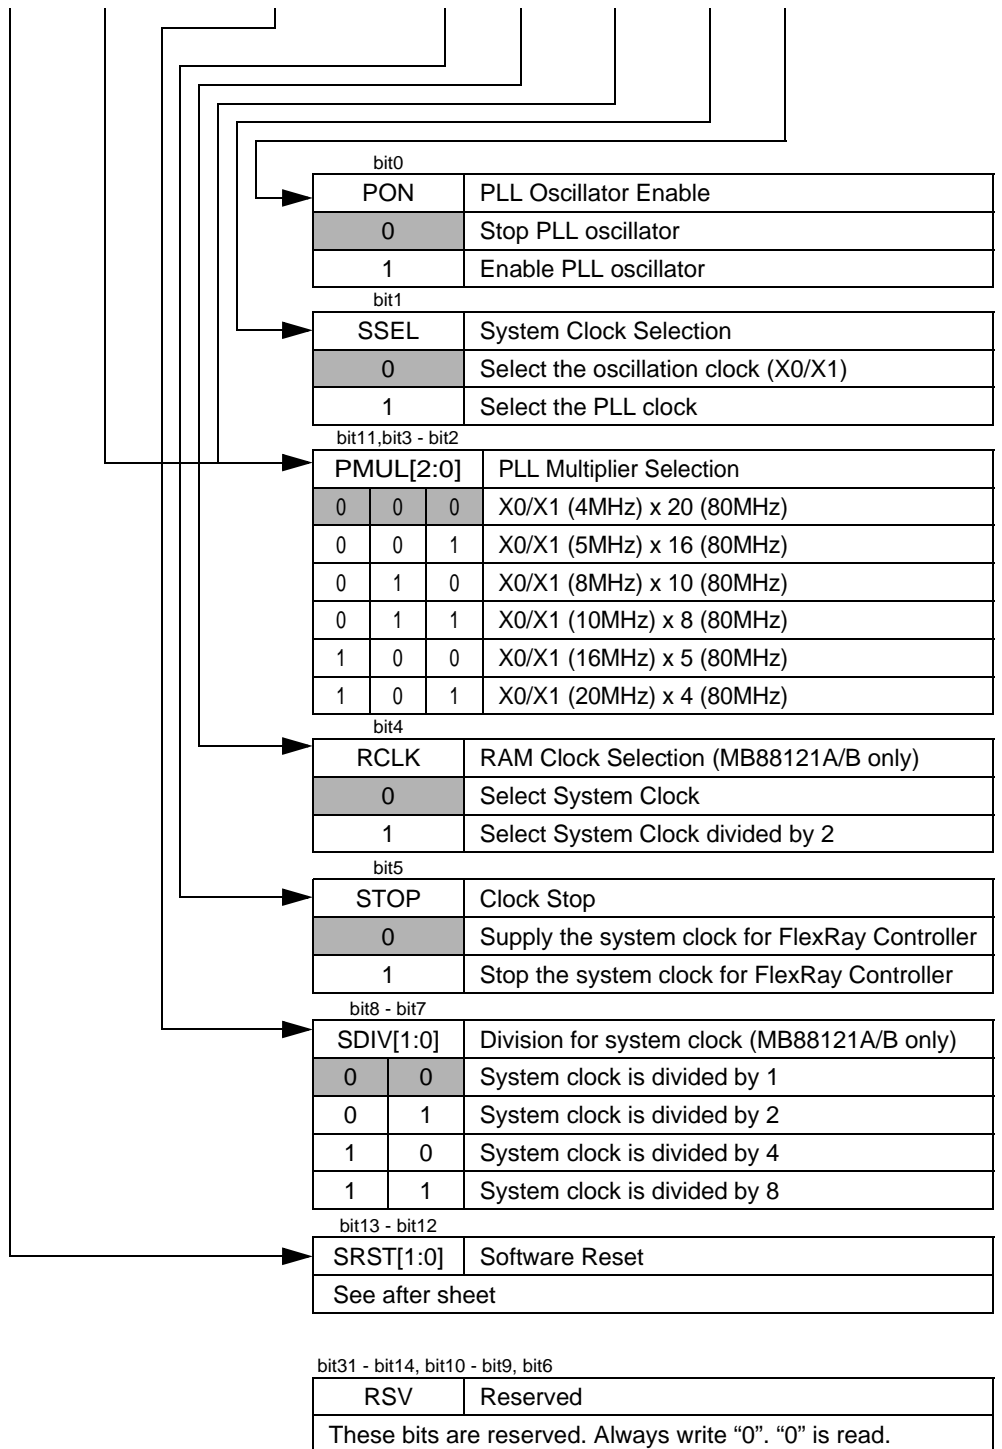 bit0
PON PLL Oscillator Enable
0 Stop PLL oscillator
1 Enable PLL oscillator
bit1
SSEL System Clock Selection
0 Select the oscillation clock (X0/X1)
1 Select the PLL clock
bit11,bit3 - bit2
PMUL[2:0] PLL Multiplier Selection
0 0 0 X0/X1 (4MHz) x 20 (80MHz)
0 0 1 X0/X1 (5MHz) x 16 (80MHz)
0 1 0 X0/X1 (8MHz) x 10 (80MHz)
0 1 1 X0/X1 (10MHz) x 8 (80MHz)
1 0 0 X0/X1 (16MHz) x 5 (80MHz)
1 0 1 X0/X1 (20MHz) x 4 (80MHz)
bit4
RCLK RAM Clock Selection (MB88121A/B only)
0 Select System Clock
1 Select System Clock divided by 2
bit5
STOP Clock Stop
0 Supply the system clock for FlexRay Controller
1 Stop the system clock for FlexRay Controller
bit8 - bit7
SDIV[1:0] Division for system clock (MB88121A/B only)
0 0 System clock is divided by 1
0 1 System clock is divided by 2
1 0 System clock is divided by 4
1 1 System clock is divided by 8
bit13 - bit12
SRST[1:0] Software Reset
See after sheet
bit31 - bit14, bit10 - bit9, bit6
RSV Reserved
These bits are reserved. Always write “0”. “0” is read.